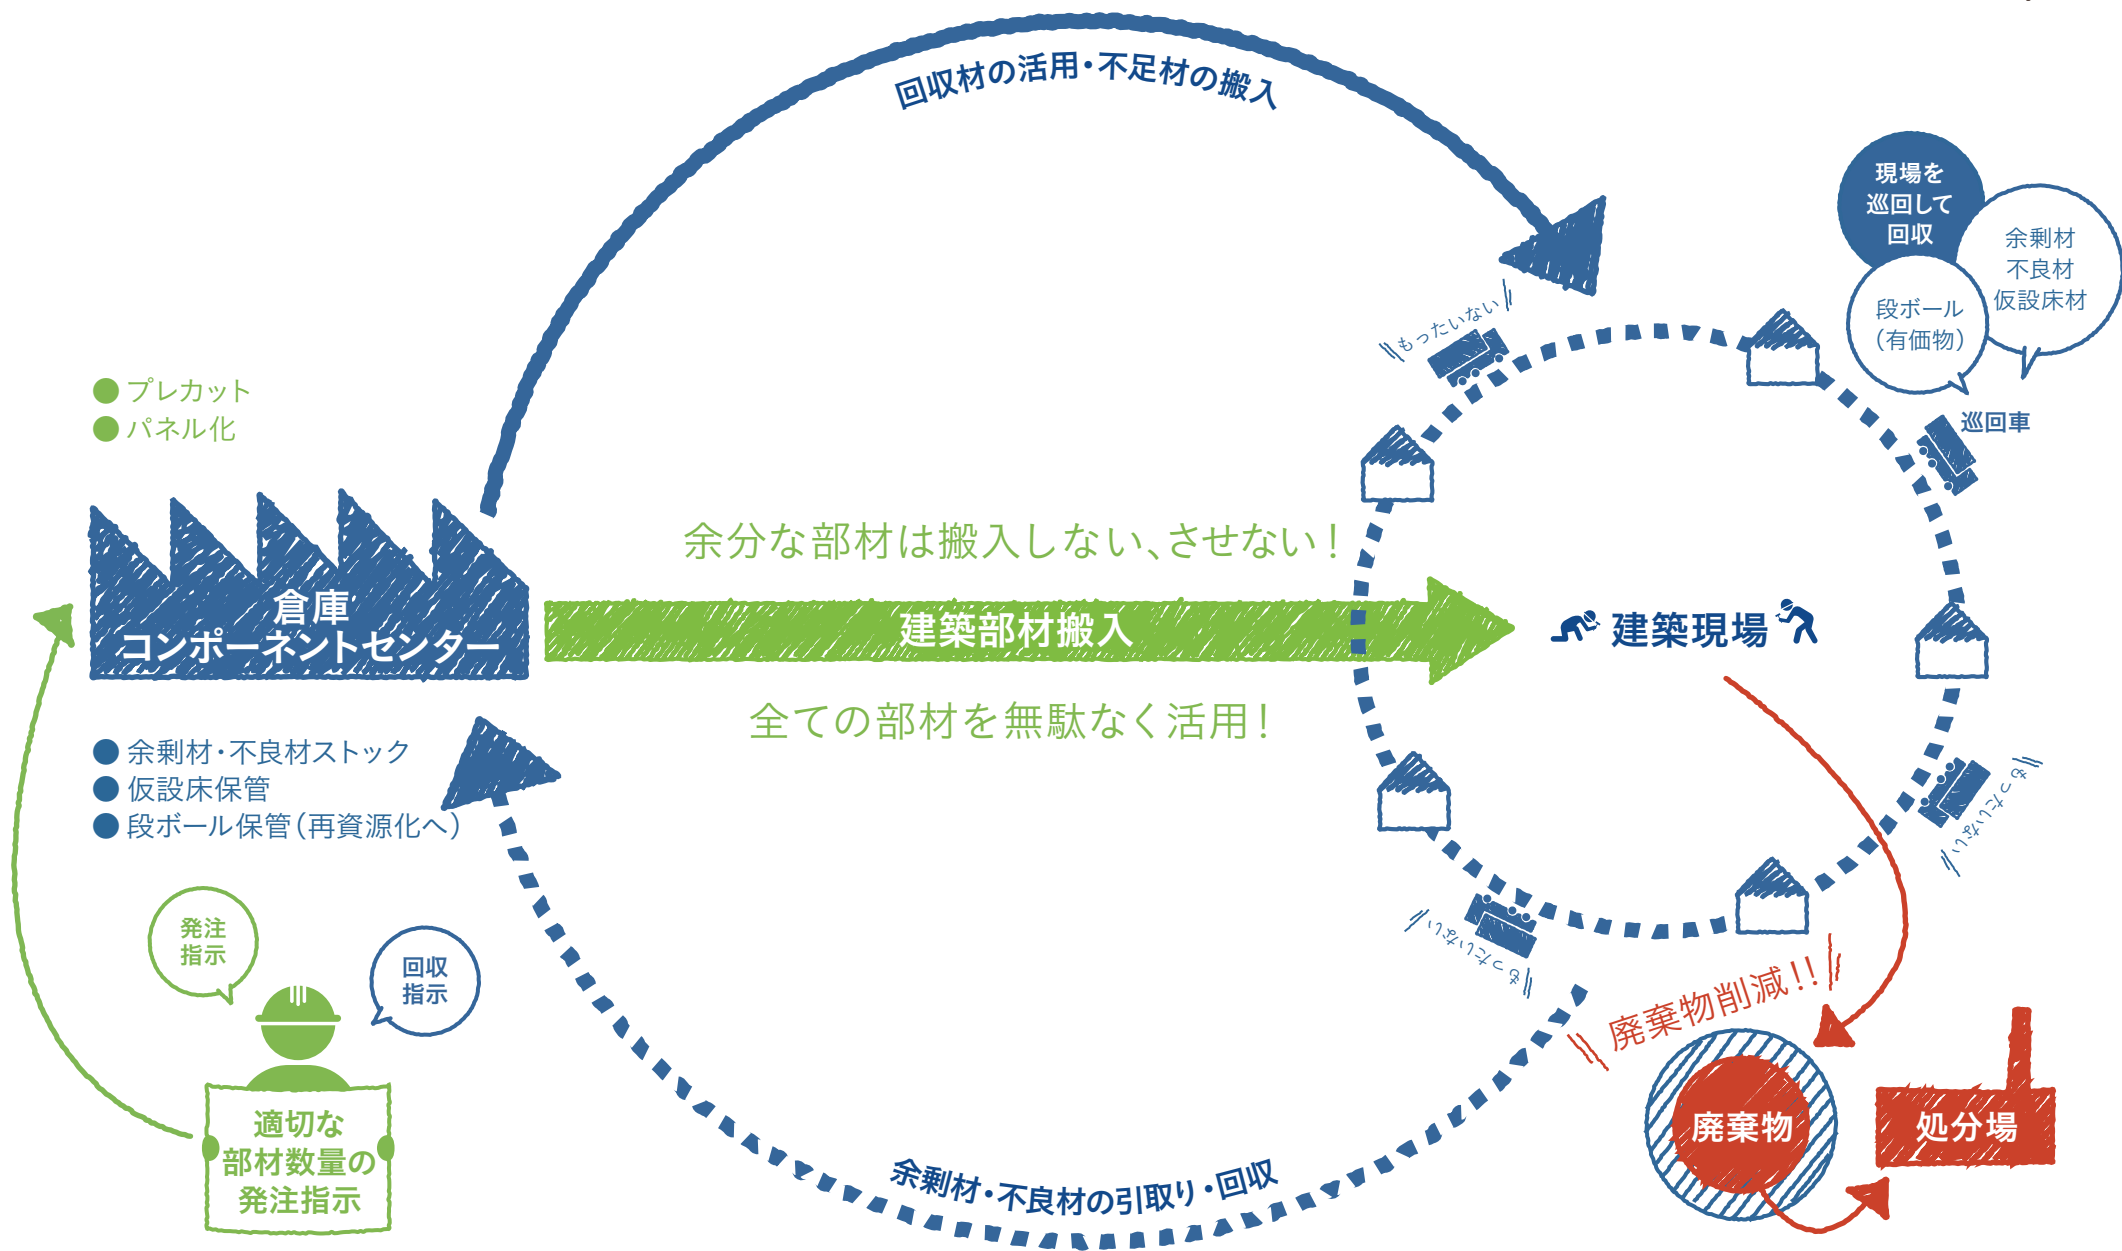 回収材の活用・不足材の搬入
現場を
巡回して
回収
余剰材
不良材
仮設床材
段ボール
（有価物）
巡回車
もったいない
● プレカット
● パネル化
倉庫
コンポーネントセンター
余分な部材は搬入しない、させない！
建築部材搬入
全ての部材を無駄なく活用！
建築現場
● 余剰材・不良材ストック
● 仮設床保管
● 段ボール保管（再資源化へ）
もったいない
もったいない
発注
指示
回収
指示
適切な
部材数量の
発注指示
余剰材・不良材の引取り・回収
廃棄物削減！！
廃棄物
処分場